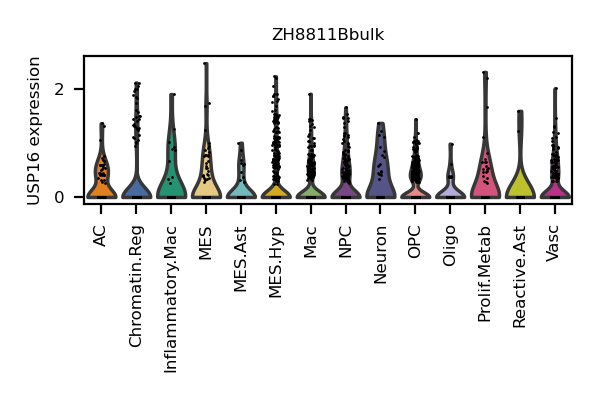 ZH8811Bbulk
USP16 expression
2
0
AC
Chromatin.Reg
Inflammatory.Mac
MES
MES.Ast
MES.Hyp
Mac
NPC
Neuron
OPC
Oligo
Prolif.Metab
Reactive.Ast
Vasc